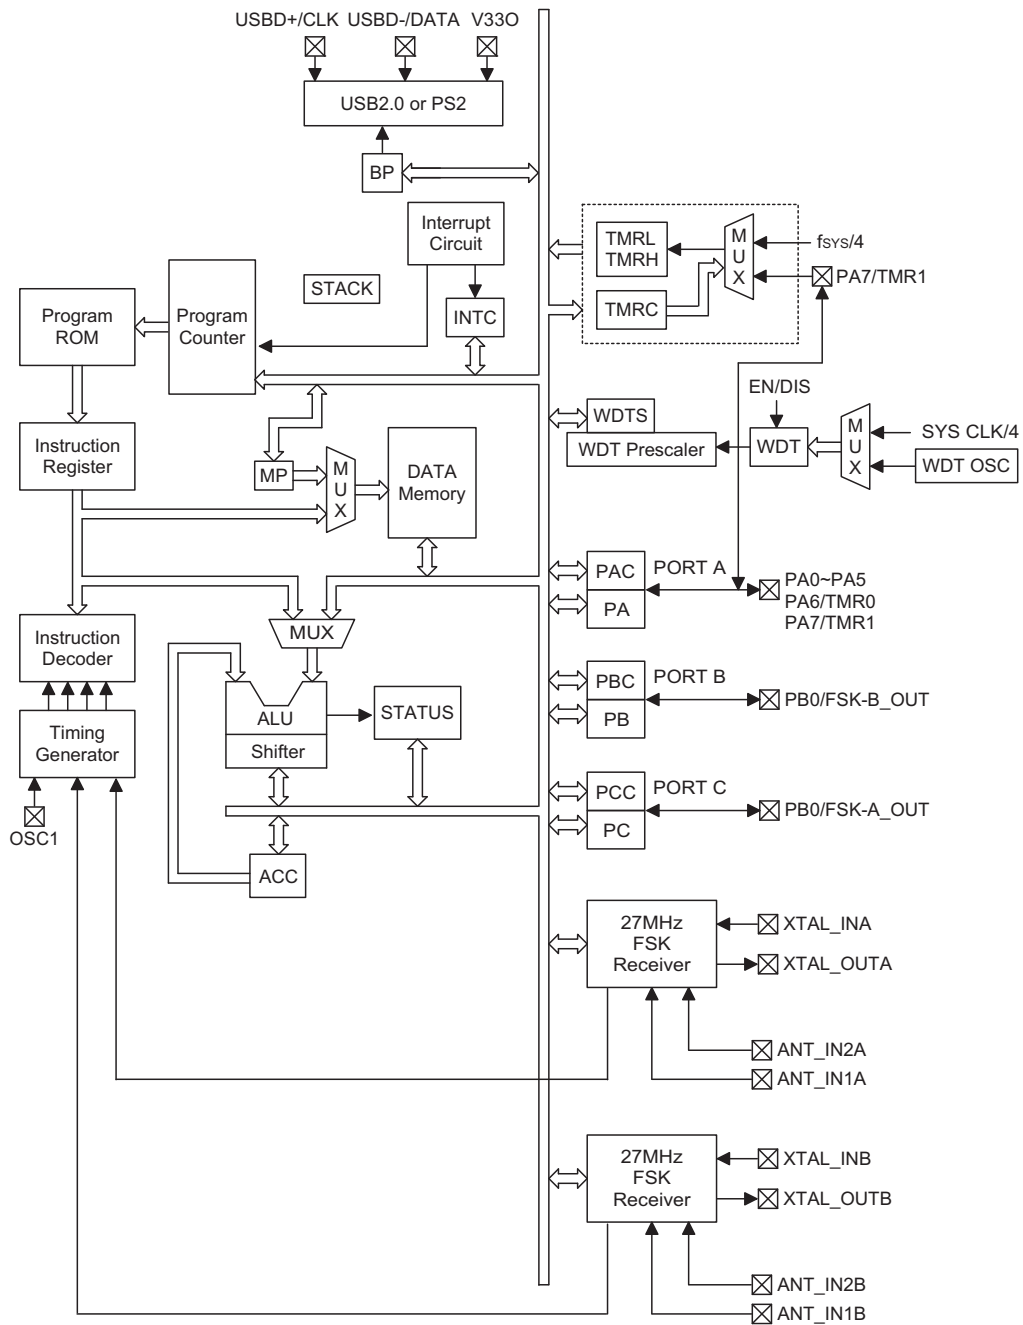 USBD+/CLK USBD-/DATA V33O
USB2.0 or PS2
BP
Interrupt
Circuit
STACK
INTC
Program
ROM
Program
Counter
TMRL
TMRH
TMRC
M
U
X
fSYS/4
PA7/TMR1
EN/DIS
WDTS
WDT Prescaler
WDT
M
U
X
SYS CLK/4
WDT OSC
Instruction
Register
MP
M
U
X
DATA
Memory
PAC
PA
PORT A
PA0~PA5
PA6/TMR0
PA7/TMR1
Instruction
Decoder
MUX
ALU
Shifter
STATUS
PBC
PB
PORT B
PB0/FSK-B_OUT
Timing
Generator
OSC1
PCC
PC
PORT C
PB0/FSK-A_OUT
ACC
27MHz
FSK
Receiver
XTAL_INA
XTAL_OUTA
ANT_IN2A
ANT_IN1A
27MHz
FSK
Receiver
XTAL_INB
XTAL_OUTB
ANT_IN2B
ANT_IN1B